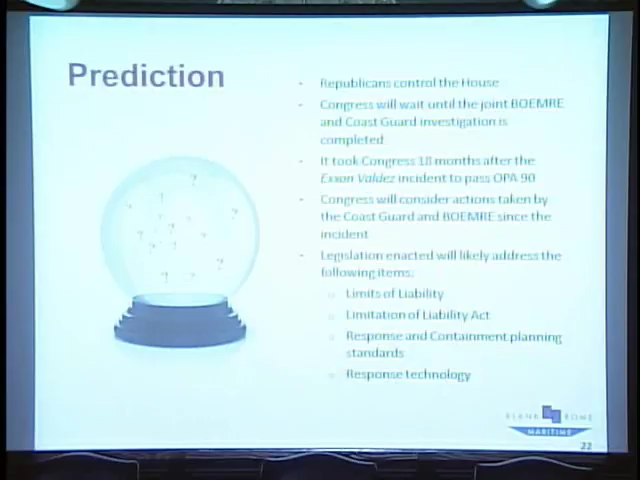 Prediction
- Republicans control the House
- Congress will wait until the joint BOEMRE
and Coast Guard investigation is
completed
- It took Congress 18 months after the
Exxon Valdez incident to pass OPA 90
- Congress will consider actions taken by
the Coast Guard and BOEMRE since the
incident
- Legislation enacted will likely address the
following items:
o Limits of Liability
o Limitation of Liability Act
o Response and Containment planning
standards
o Response technology
BLANK ROME
MARITIME
22